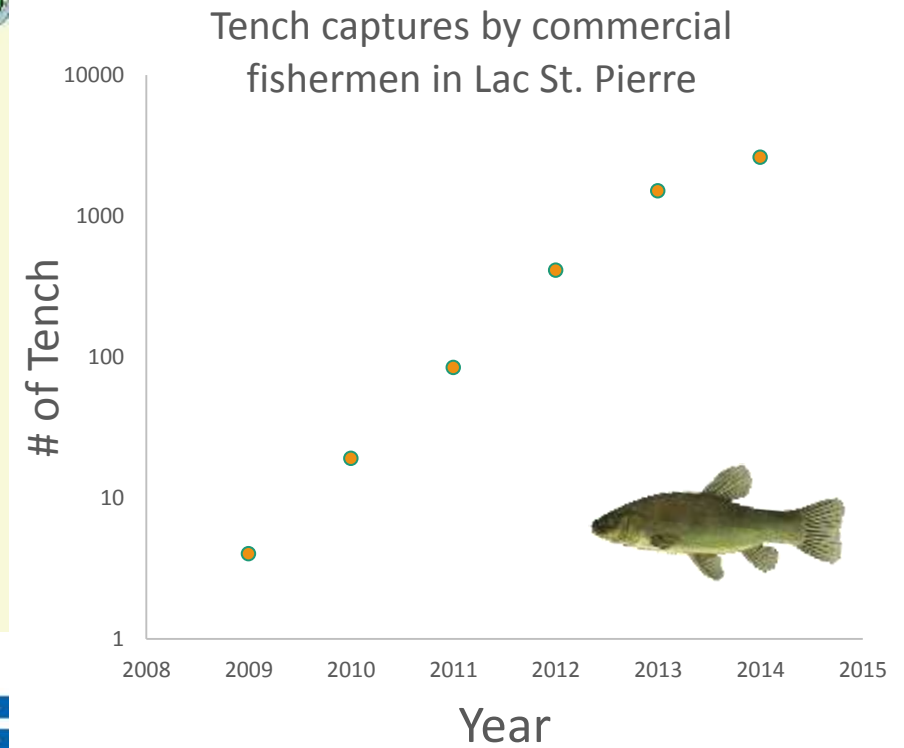 Tench captures by commercial
fishermen in Lac St. Pierre
10000
1000
100
10
1
# of Tench
2008 2009 2010 2011 2012 2013 2014 2015
Year